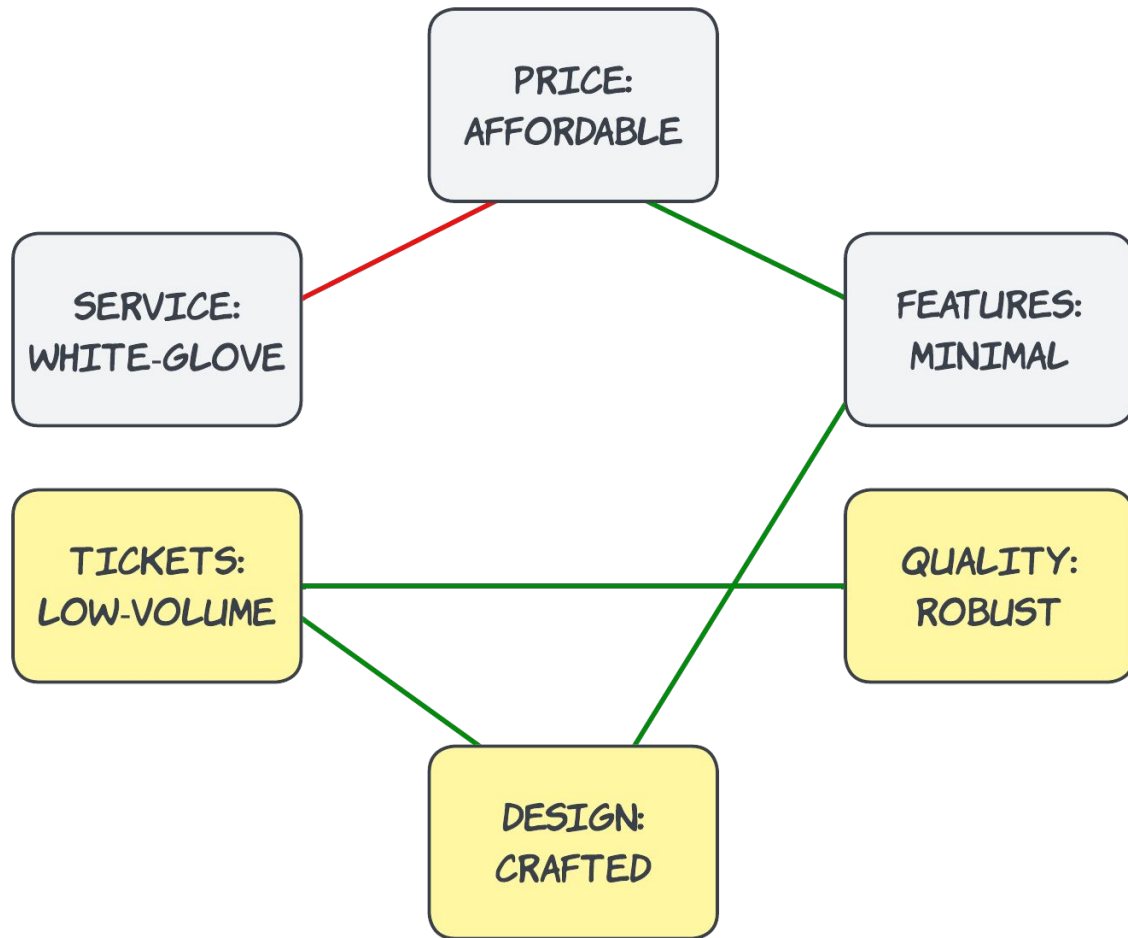 PRICE:
AFFORDABLE
SERVICE:
WHITE-GLOVE
FEATURES:
MINIMAL
TICKETS:
LOW-VOLUME
QUALITY:
ROBUST
DESIGN:
CRAFTED